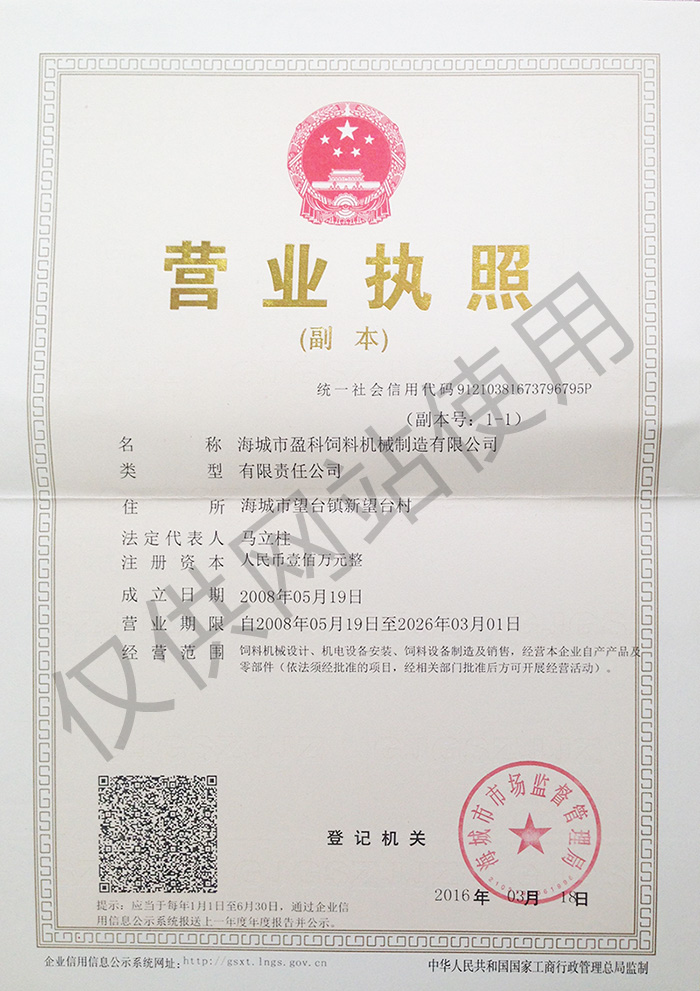 营业执照
(副本)
统一社会信用代码 91210381673796795P
(副本号:1-1)
名称 海城市盈科饲料机械制造有限公司
类型 有限责任公司
住所 海城市望台镇新望台村
法定代表人 马立柱
注册资本 人民币壹佰万元整
成立日期 2008年05月19日
营业期限 自2008年05月19日至2026年03月01日
经营范围 饲料机械设计、机电设备安装、饲料设备制造及销售,经营本企业自产产品及
零部件(依法须经批准的项目,经相关部门批准后方可开展经营活动)。
仅供网站使用
登记机关
海城市市场监督管理局
2016年 03月 18日
提示:应当于每年1月1日至6月30日,通过企业信
用信息公示系统报送上一年度年度报告并公示。
企业信用信息公示系统网址:http://gsxt.lngs.gov.cn
中华人民共和国国家工商行政管理总局监制